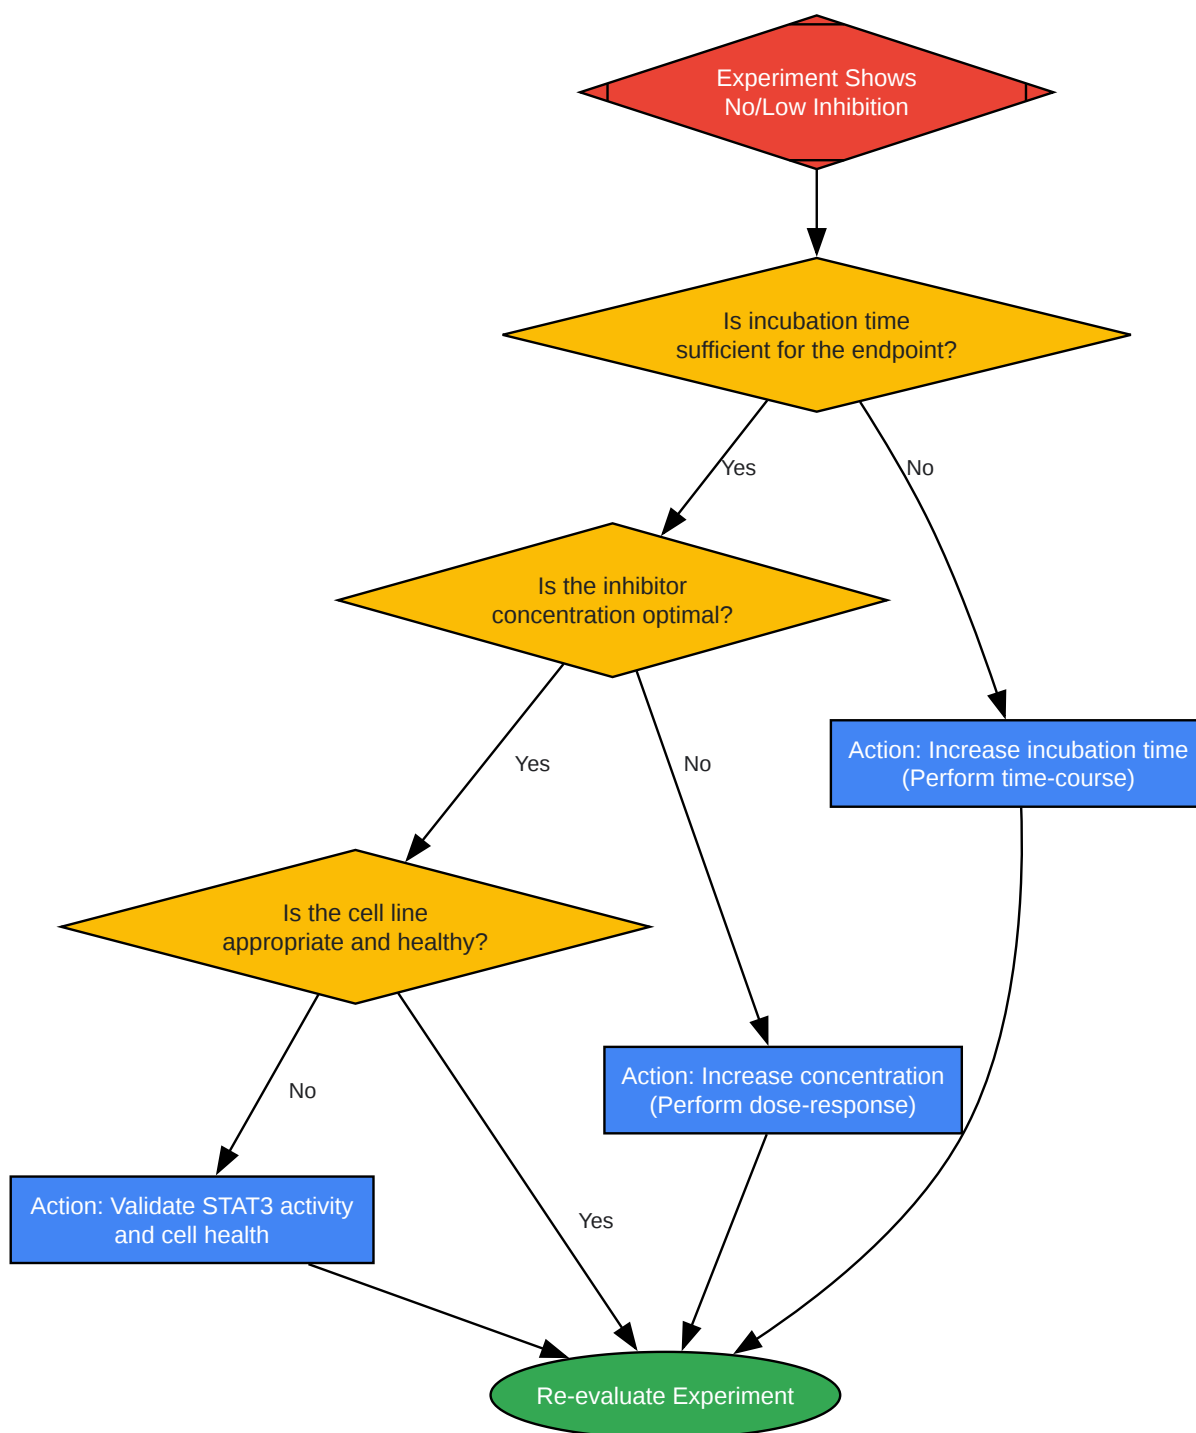 Experiment Shows
No/Low Inhibition
Is incubation time
sufficient for the endpoint?
Yes
No
Is the inhibitor
concentration optimal?
Action: Increase incubation time
(Perform time-course)
Yes
No
Is the cell line
appropriate and healthy?
Action: Increase concentration
(Perform dose-response)
No
Yes
Action: Validate STAT3 activity
and cell health
Re-evaluate Experiment